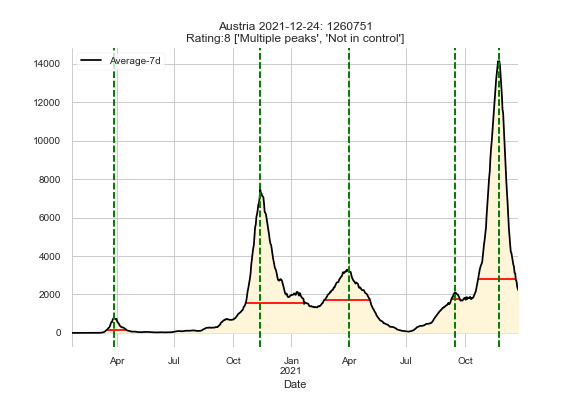 Austria 2021-12-24: 1260751
Rating:8 ['Multiple peaks', 'Not in control']
Average-7d
14000
12000
10000
8000
6000
4000
2000
0
Apr Jul Oct Jan Apr Jul Oct
2021
Date